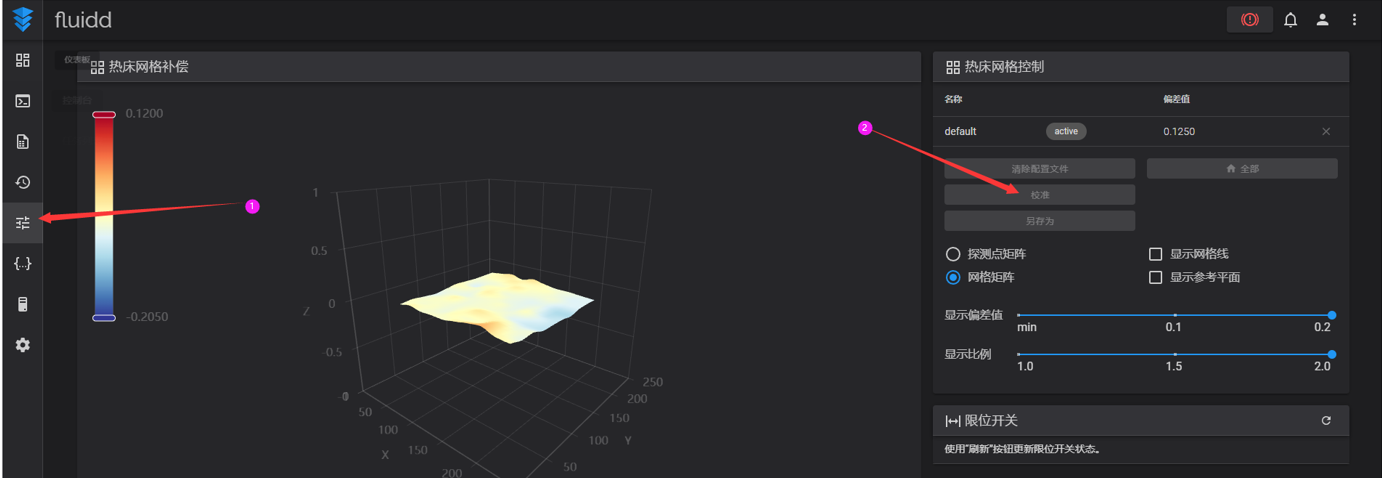 fluidd
仪表板
热床网格补偿
控制台
0.1200
-0.2050
1
2
1
0.5
0
-0.5
Z
0
50
100
150
200
X
250
200
150
100
50
Y
热床网格控制
名称 偏差值
default active 0.1250
清除配置文件 全部
校准
另存为
探测点矩阵 显示网格线
网格矩阵 显示参考平面
显示偏差值
min 0.1 0.2
显示比例
1.0 1.5 2.0
限位开关
使用“刷新”按钮更新限位开关状态。
{...}